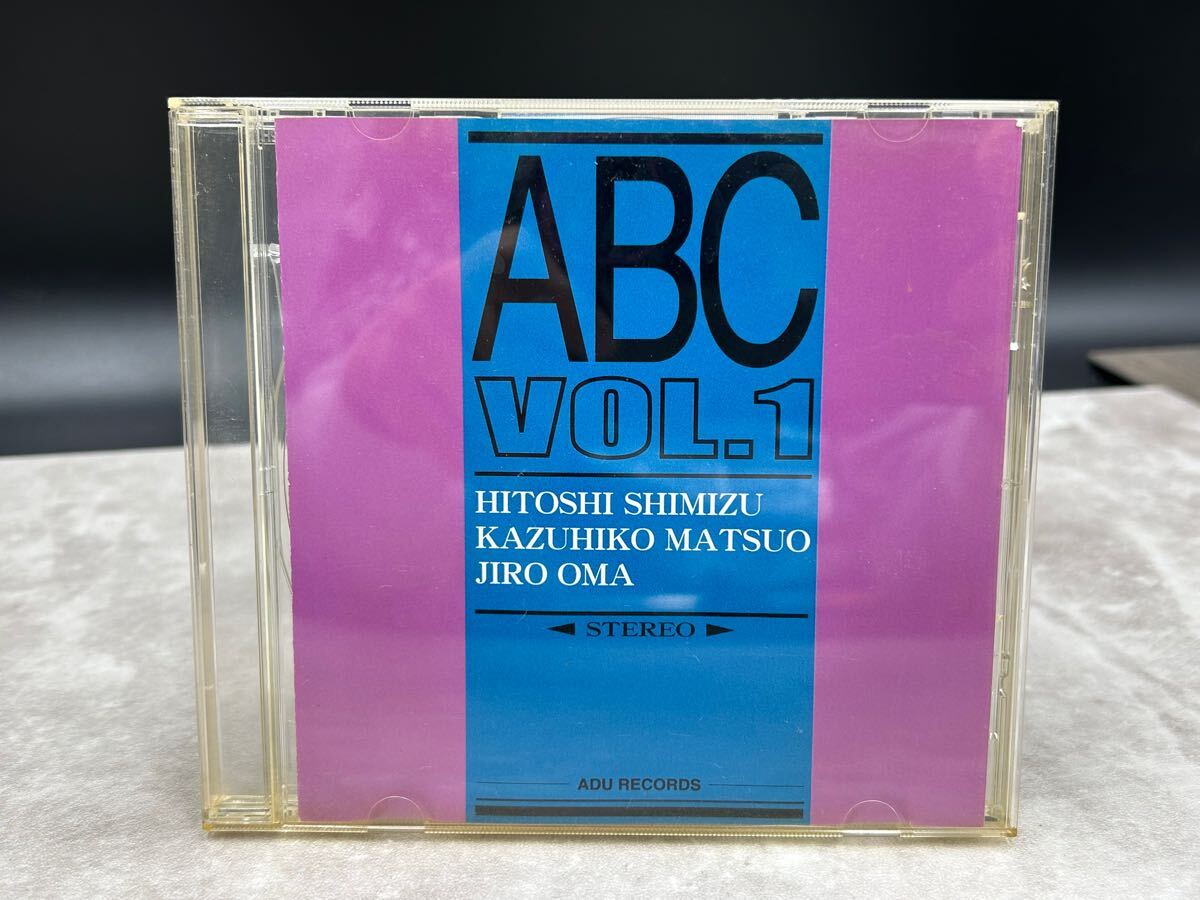 ABC
VOL.1
HITOSHI SHIMIZU
KAZUHIKO MATSUO
JIRO OMA
◄ STEREO ►
ADU RECORDS